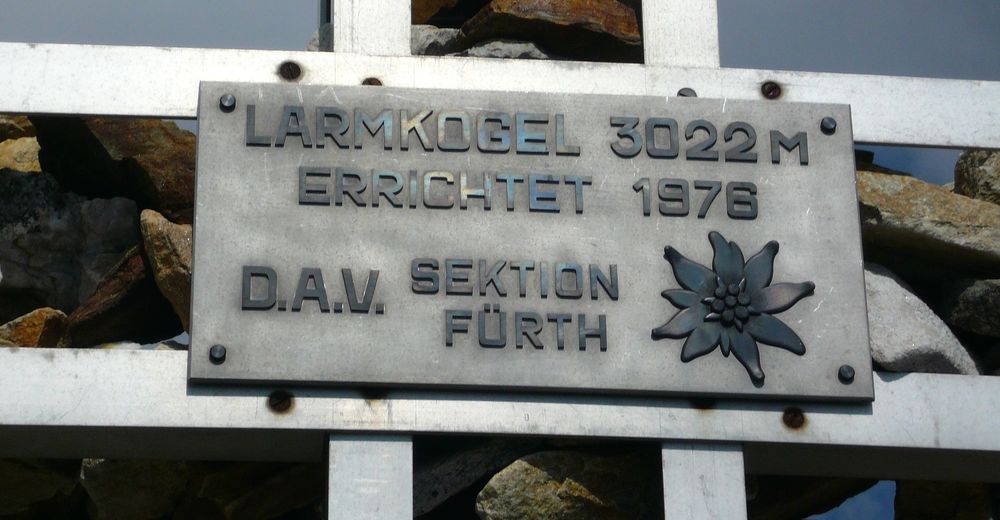 LARMKOGEL 3022 M
ERRICHTET 1976
D.A.V. SEKTION
FÜRTH